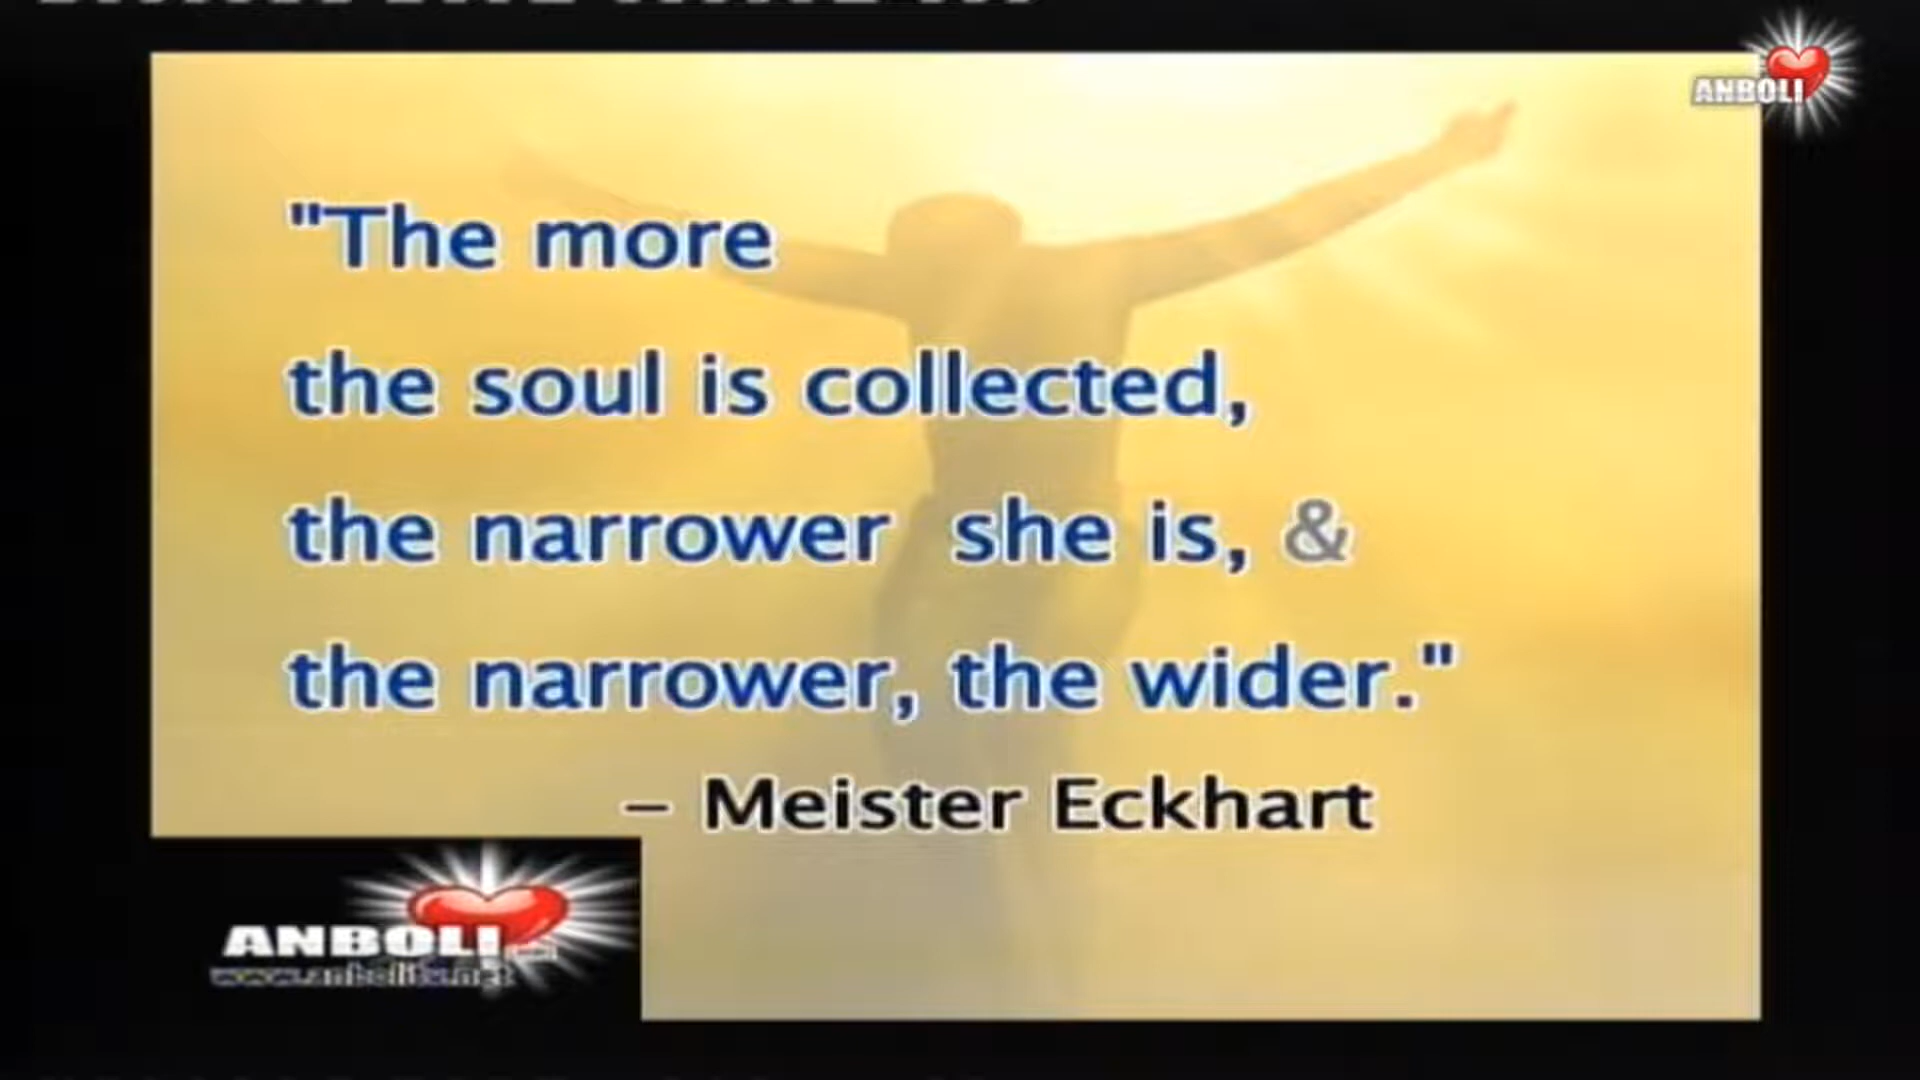 ANBOLI
"The more
the soul is collected,
the narrower she is, &
the narrower, the wider."
– Meister Eckhart
ANBOLI